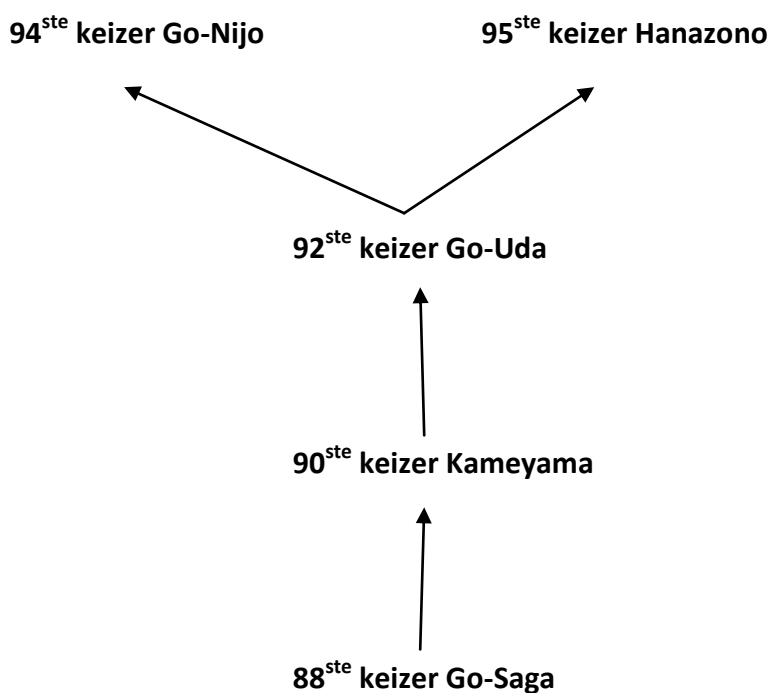 94ste keizer Go-Nijo
95ste keizer Hanazono
92ste keizer Go-Uda
90ste keizer Kameyama
88ste keizer Go-Saga